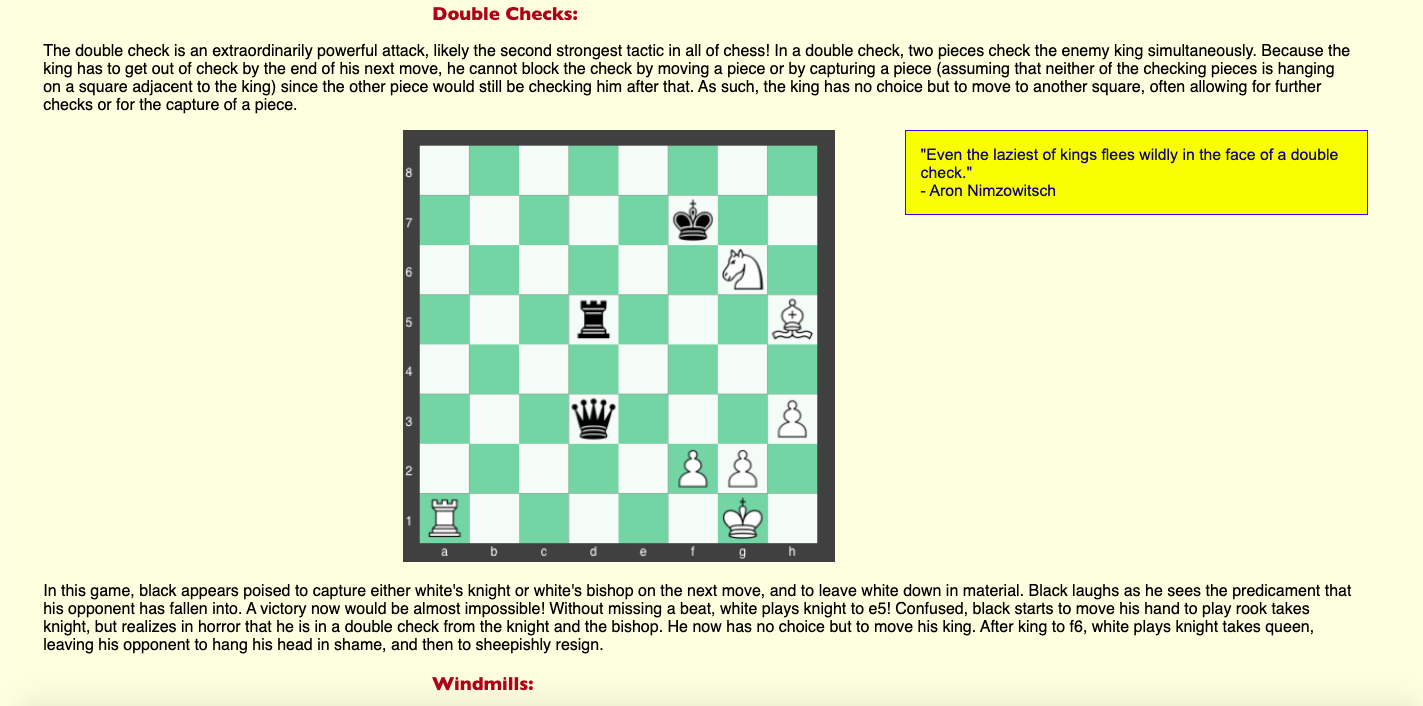 Double Checks:
The double check is an extraordinarily powerful attack, likely the second strongest tactic in all of chess! In a double check, two pieces check the enemy king simultaneously. Because the
king has to get out of check by the end of his next move, he cannot block the check by moving a piece or by capturing a piece (assuming that neither of the checking pieces is hanging
on a square adjacent to the king) since the other piece would still be checking him after that. As such, the king has no choice but to move to another square, often allowing for further
checks or for the capture of a piece.
8
7
6
5
4
3
2
1
a b c d e f g h
"Even the laziest of kings flees wildly in the face of a double
check."
- Aron Nimzowitsch
In this game, black appears poised to capture either white's knight or white's bishop on the next move, and to leave white down in material. Black laughs as he sees the predicament that
his opponent has fallen into. A victory now would be almost impossible! Without missing a beat, white plays knight to e5! Confused, black starts to move his hand to play rook takes
knight, but realizes in horror that he is in a double check from the knight and the bishop. He now has no choice but to move his king. After king to f6, white plays knight takes queen,
leaving his opponent to hang his head in shame, and then to sheepishly resign.
Windmills: